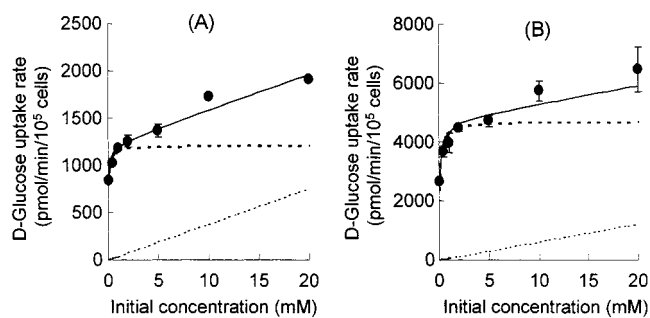 (A)
D-Glucose uptake rate
(pmol/min/10⁵ cells)
2500
2000
1500
1000
500
0
0
5
10
15
20
Initial concentration (mM)
(B)
D-Glucose uptake rate
(pmol/min/10⁵ cells)
8000
6000
4000
2000
0
0
5
10
15
20
Initial concentration (mM)